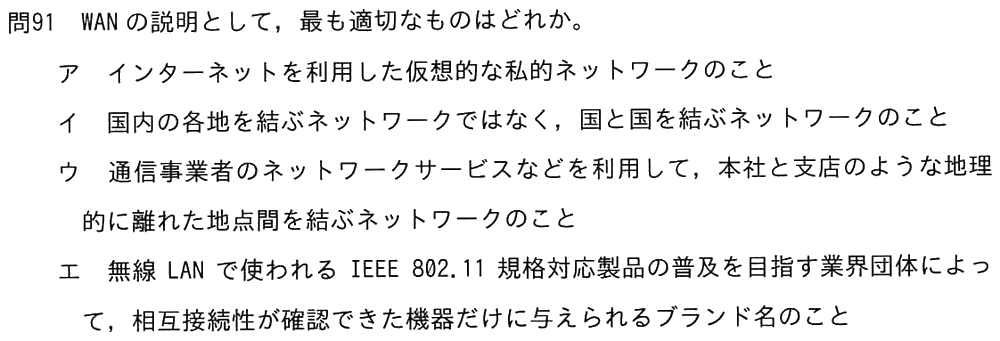 問91 WANの説明として，最も適切なものはどれか。
ア インターネットを利用した仮想的な私的ネットワークのこと
イ 国内の各地を結ぶネットワークではなく，国と国を結ぶネットワークのこと
ウ 通信事業者のネットワークサービスなどを利用して，本社と支店のような地理
的に離れた地点間を結ぶネットワークのこと
エ 無線 LAN で使われる IEEE 802.11 規格対応製品の普及を目指す業界団体によっ
て，相互接続性が確認できた機器だけに与えられるブランド名のこと